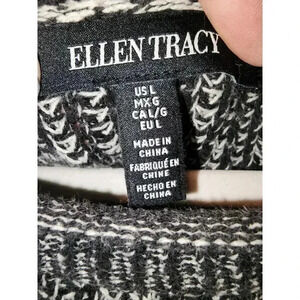 ELLEN TRACY
US L
MX G
CA L/G
EU L
MADE IN
CHINA
FABRIQUÉ EN
CHINE
HECHO EN
CHINA